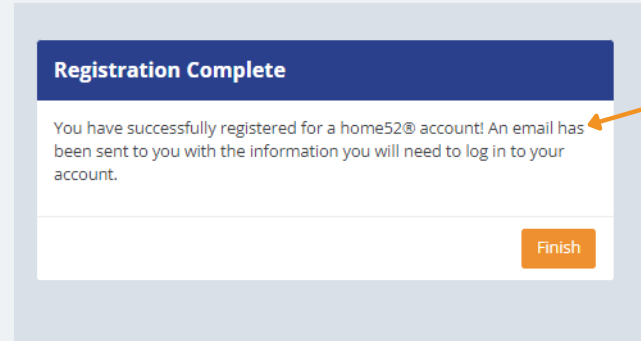 Registration Complete
You have successfully registered for a home52® account! An email has
been sent to you with the information you will need to log in to your
account.
Finish